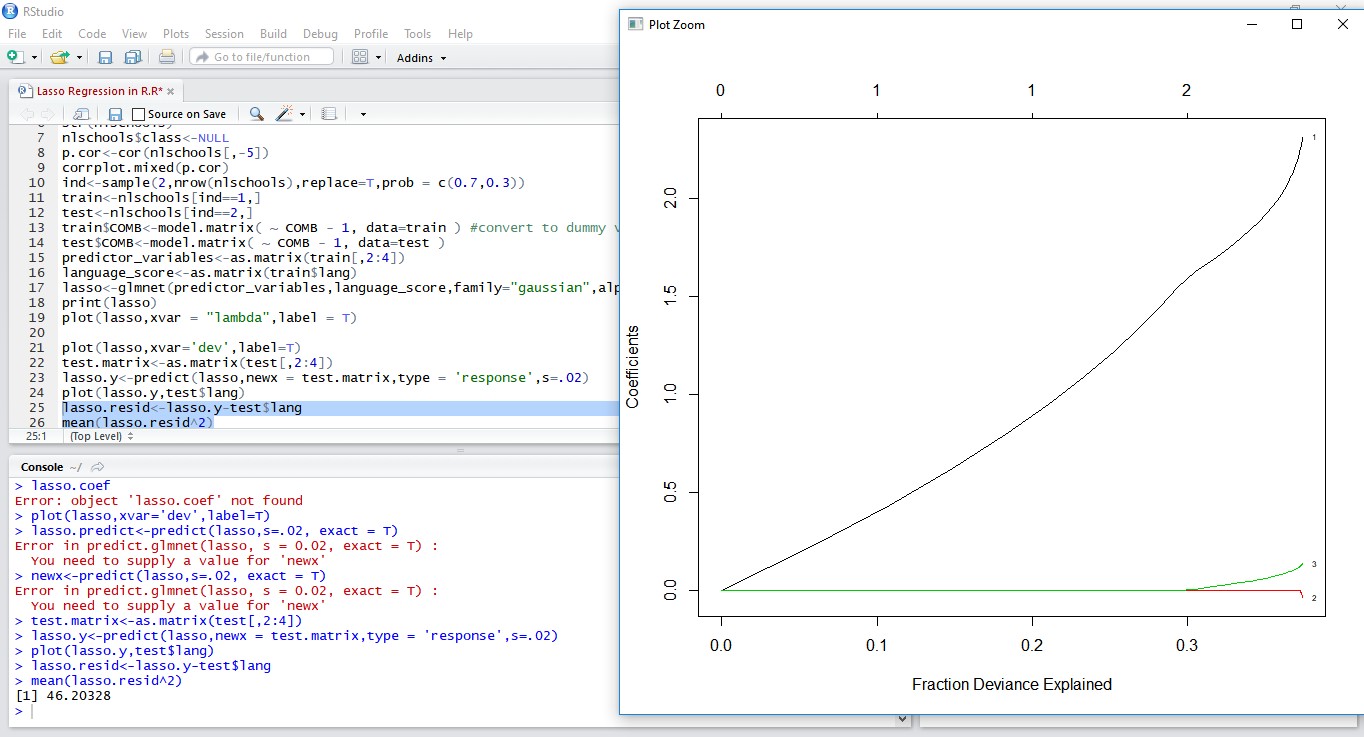 RStudio
File Edit Code View Plots Session Build Debug Profile Tools Help
Go to file/function Addins
Lasso Regression in R.R*
Source on Save
7 nlschools$class<-NULL
8 p.cor<-cor(nlschools[,-5])
9 corrplot.mixed(p.cor)
10 ind<-sample(2,nrow(nlschools),replace=T,prob = c(0.7,0.3))
11 train<-nlschools[ind==1,]
12 test<-nlschools[ind==2,]
13 train$COMB<-model.matrix( ~ COMB - 1, data=train ) #convert to dummy
14 test$COMB<-model.matrix( ~ COMB - 1, data=test )
15 predictor_variables<-as.matrix(train[,2:4])
16 language_score<-as.matrix(train$lang)
17 lasso<-glmnet(predictor_variables,language_score,family="gaussian",alp
18 print(lasso)
19 plot(lasso,xvar = "lambda",label = T)
20
21 plot(lasso,xvar='dev',label=T)
22 test.matrix<-as.matrix(test[,2:4])
23 lasso.y<-predict(lasso,newx = test.matrix,type = 'response',s=.02)
24 plot(lasso.y,test$lang)
25 lasso.resid<-lasso.y-test$lang
26 mean(lasso.resid^2)
25:1 (Top Level)
Console ~/
> lasso.coef
Error: object 'lasso.coef' not found
> plot(lasso,xvar='dev',label=T)
> lasso.predict<-predict(lasso,s=.02, exact = T)
Error in predict.glmnet(lasso, s = 0.02, exact = T) :
You need to supply a value for 'newx'
> newx<-predict(lasso,s=.02, exact = T)
Error in predict.glmnet(lasso, s = 0.02, exact = T) :
You need to supply a value for 'newx'
> test.matrix<-as.matrix(test[,2:4])
> lasso.y<-predict(lasso,newx = test.matrix,type = 'response',s=.02)
> plot(lasso.y,test$lang)
> lasso.resid<-lasso.y-test$lang
> mean(lasso.resid^2)
[1] 46.20328
>
Plot Zoom
0 1 1 2
1
2.0
1.5
1.0
0.5
0.0
Coefficients
3
2
0.0 0.1 0.2 0.3
Fraction Deviance Explained